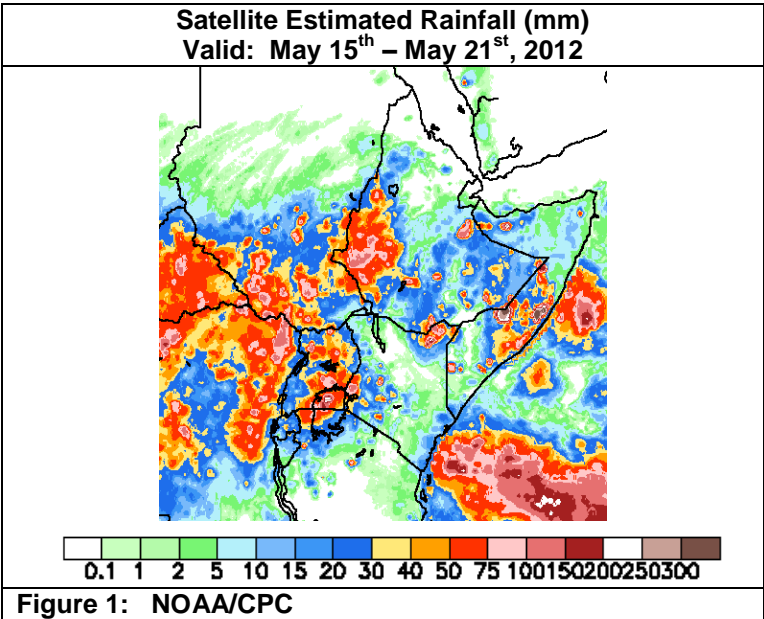 Satellite Estimated Rainfall (mm)
Valid: May 15th – May 21st, 2012
0.1 1 2 5 10 15 20 30 40 50 75 100150200250300
Figure 1: NOAA/CPC